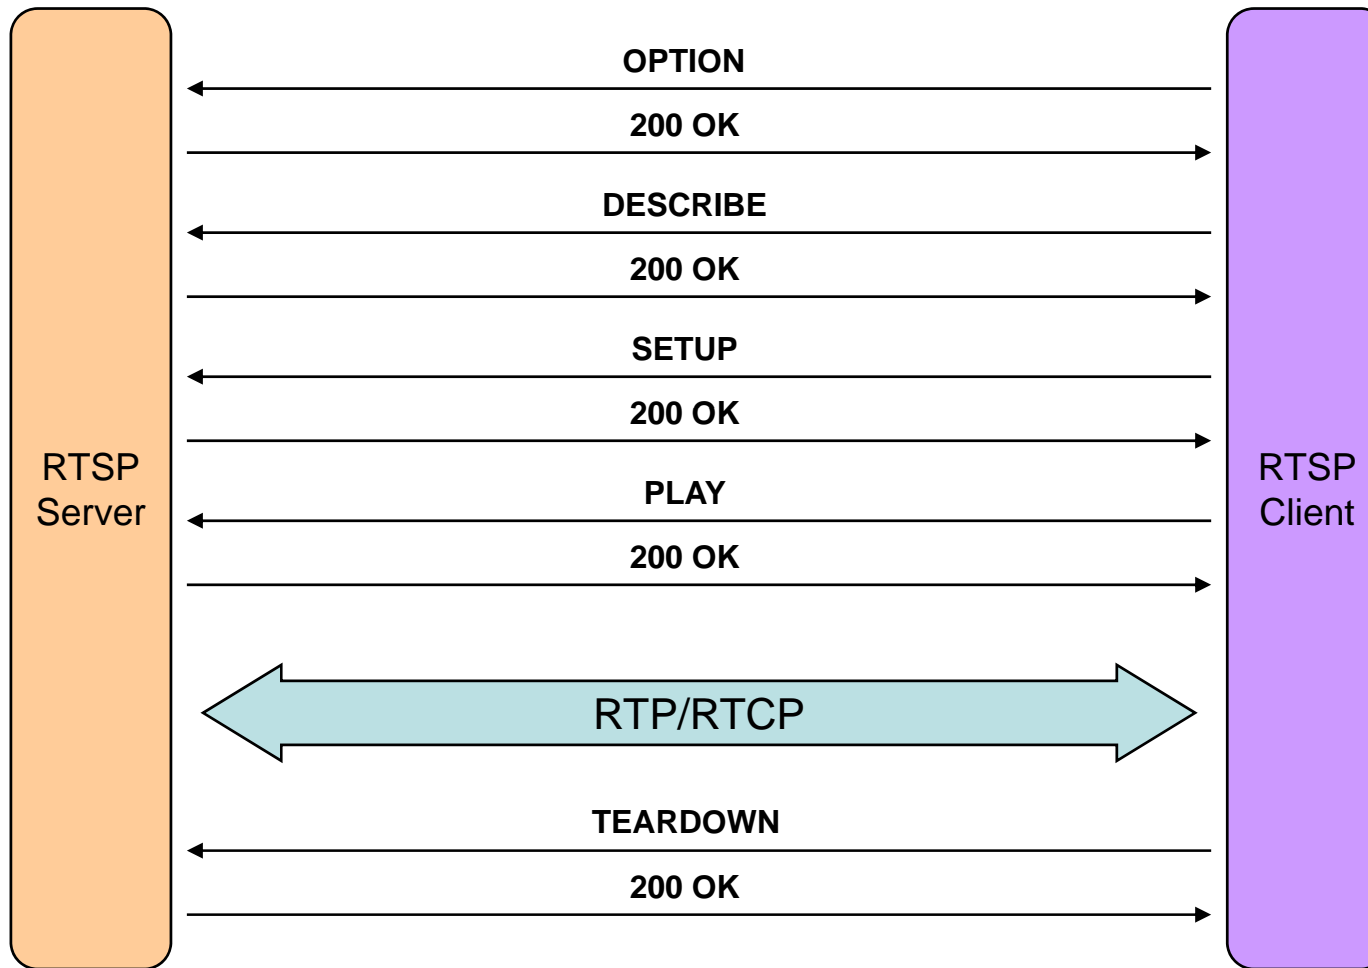 OPTION
200 OK
DESCRIBE
200 OK
SETUP
200 OK
RTSP
Server
RTSP
Client
PLAY
200 OK
RTP/RTCP
TEARDOWN
200 OK